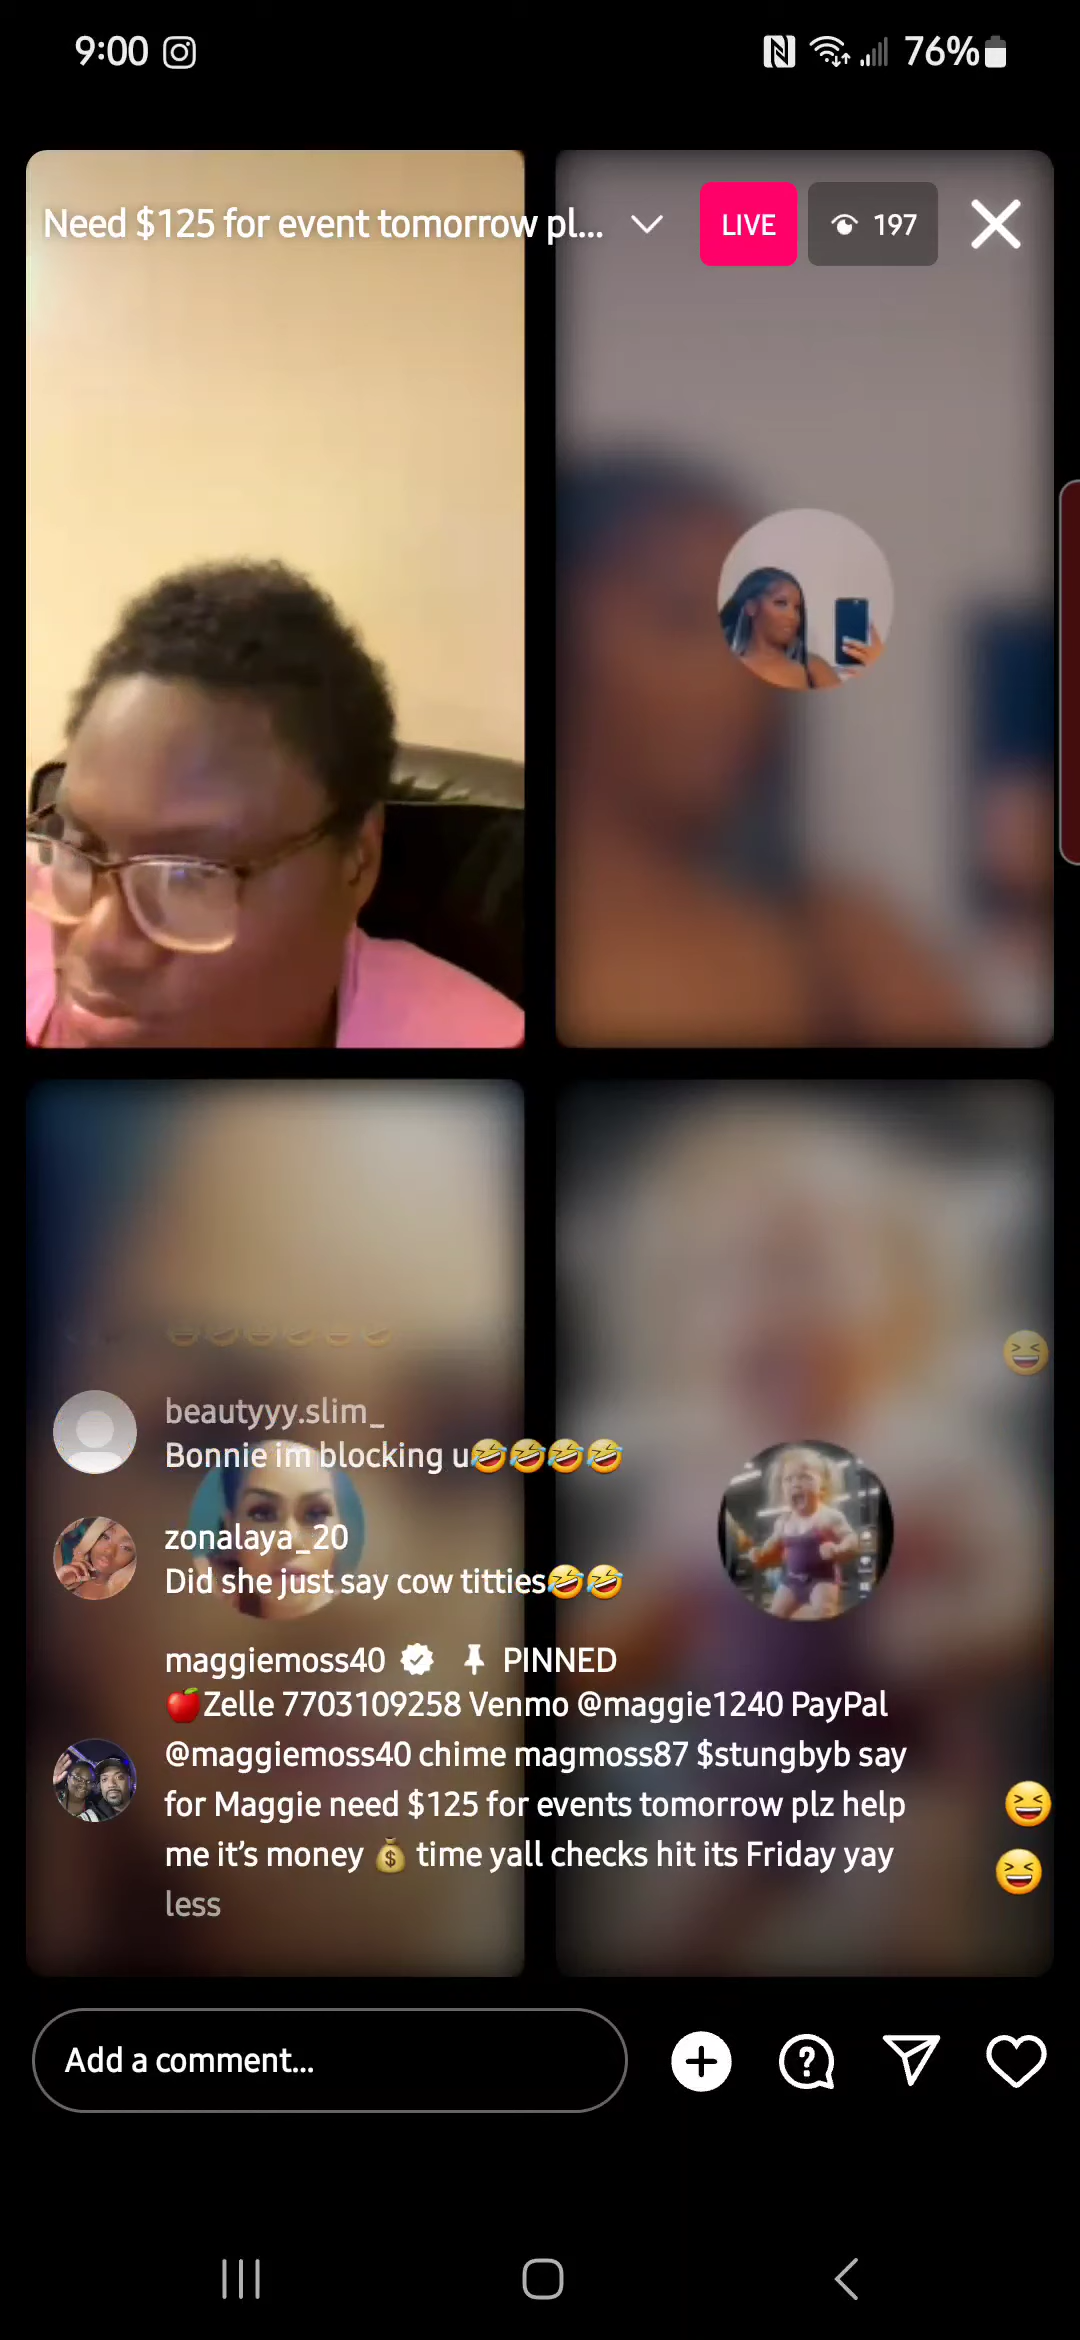 9:00
76%
Need $125 for event tomorrow pl...
LIVE
197
🤣🤣🤣🤣🤣🤣
beautyyy.slim_
Bonnie im blocking u🤣🤣🤣🤣
zonalaya_20
Did she just say cow titties🤣🤣
maggiemoss40 PINNED
🍎Zelle 7703109258 Venmo @maggie1240 PayPal
@maggiemoss40 chime magmoss87 $stungbyb say
for Maggie need $125 for events tomorrow plz help
me it's money 💰 time yall checks hit its Friday yay
less
Add a comment...